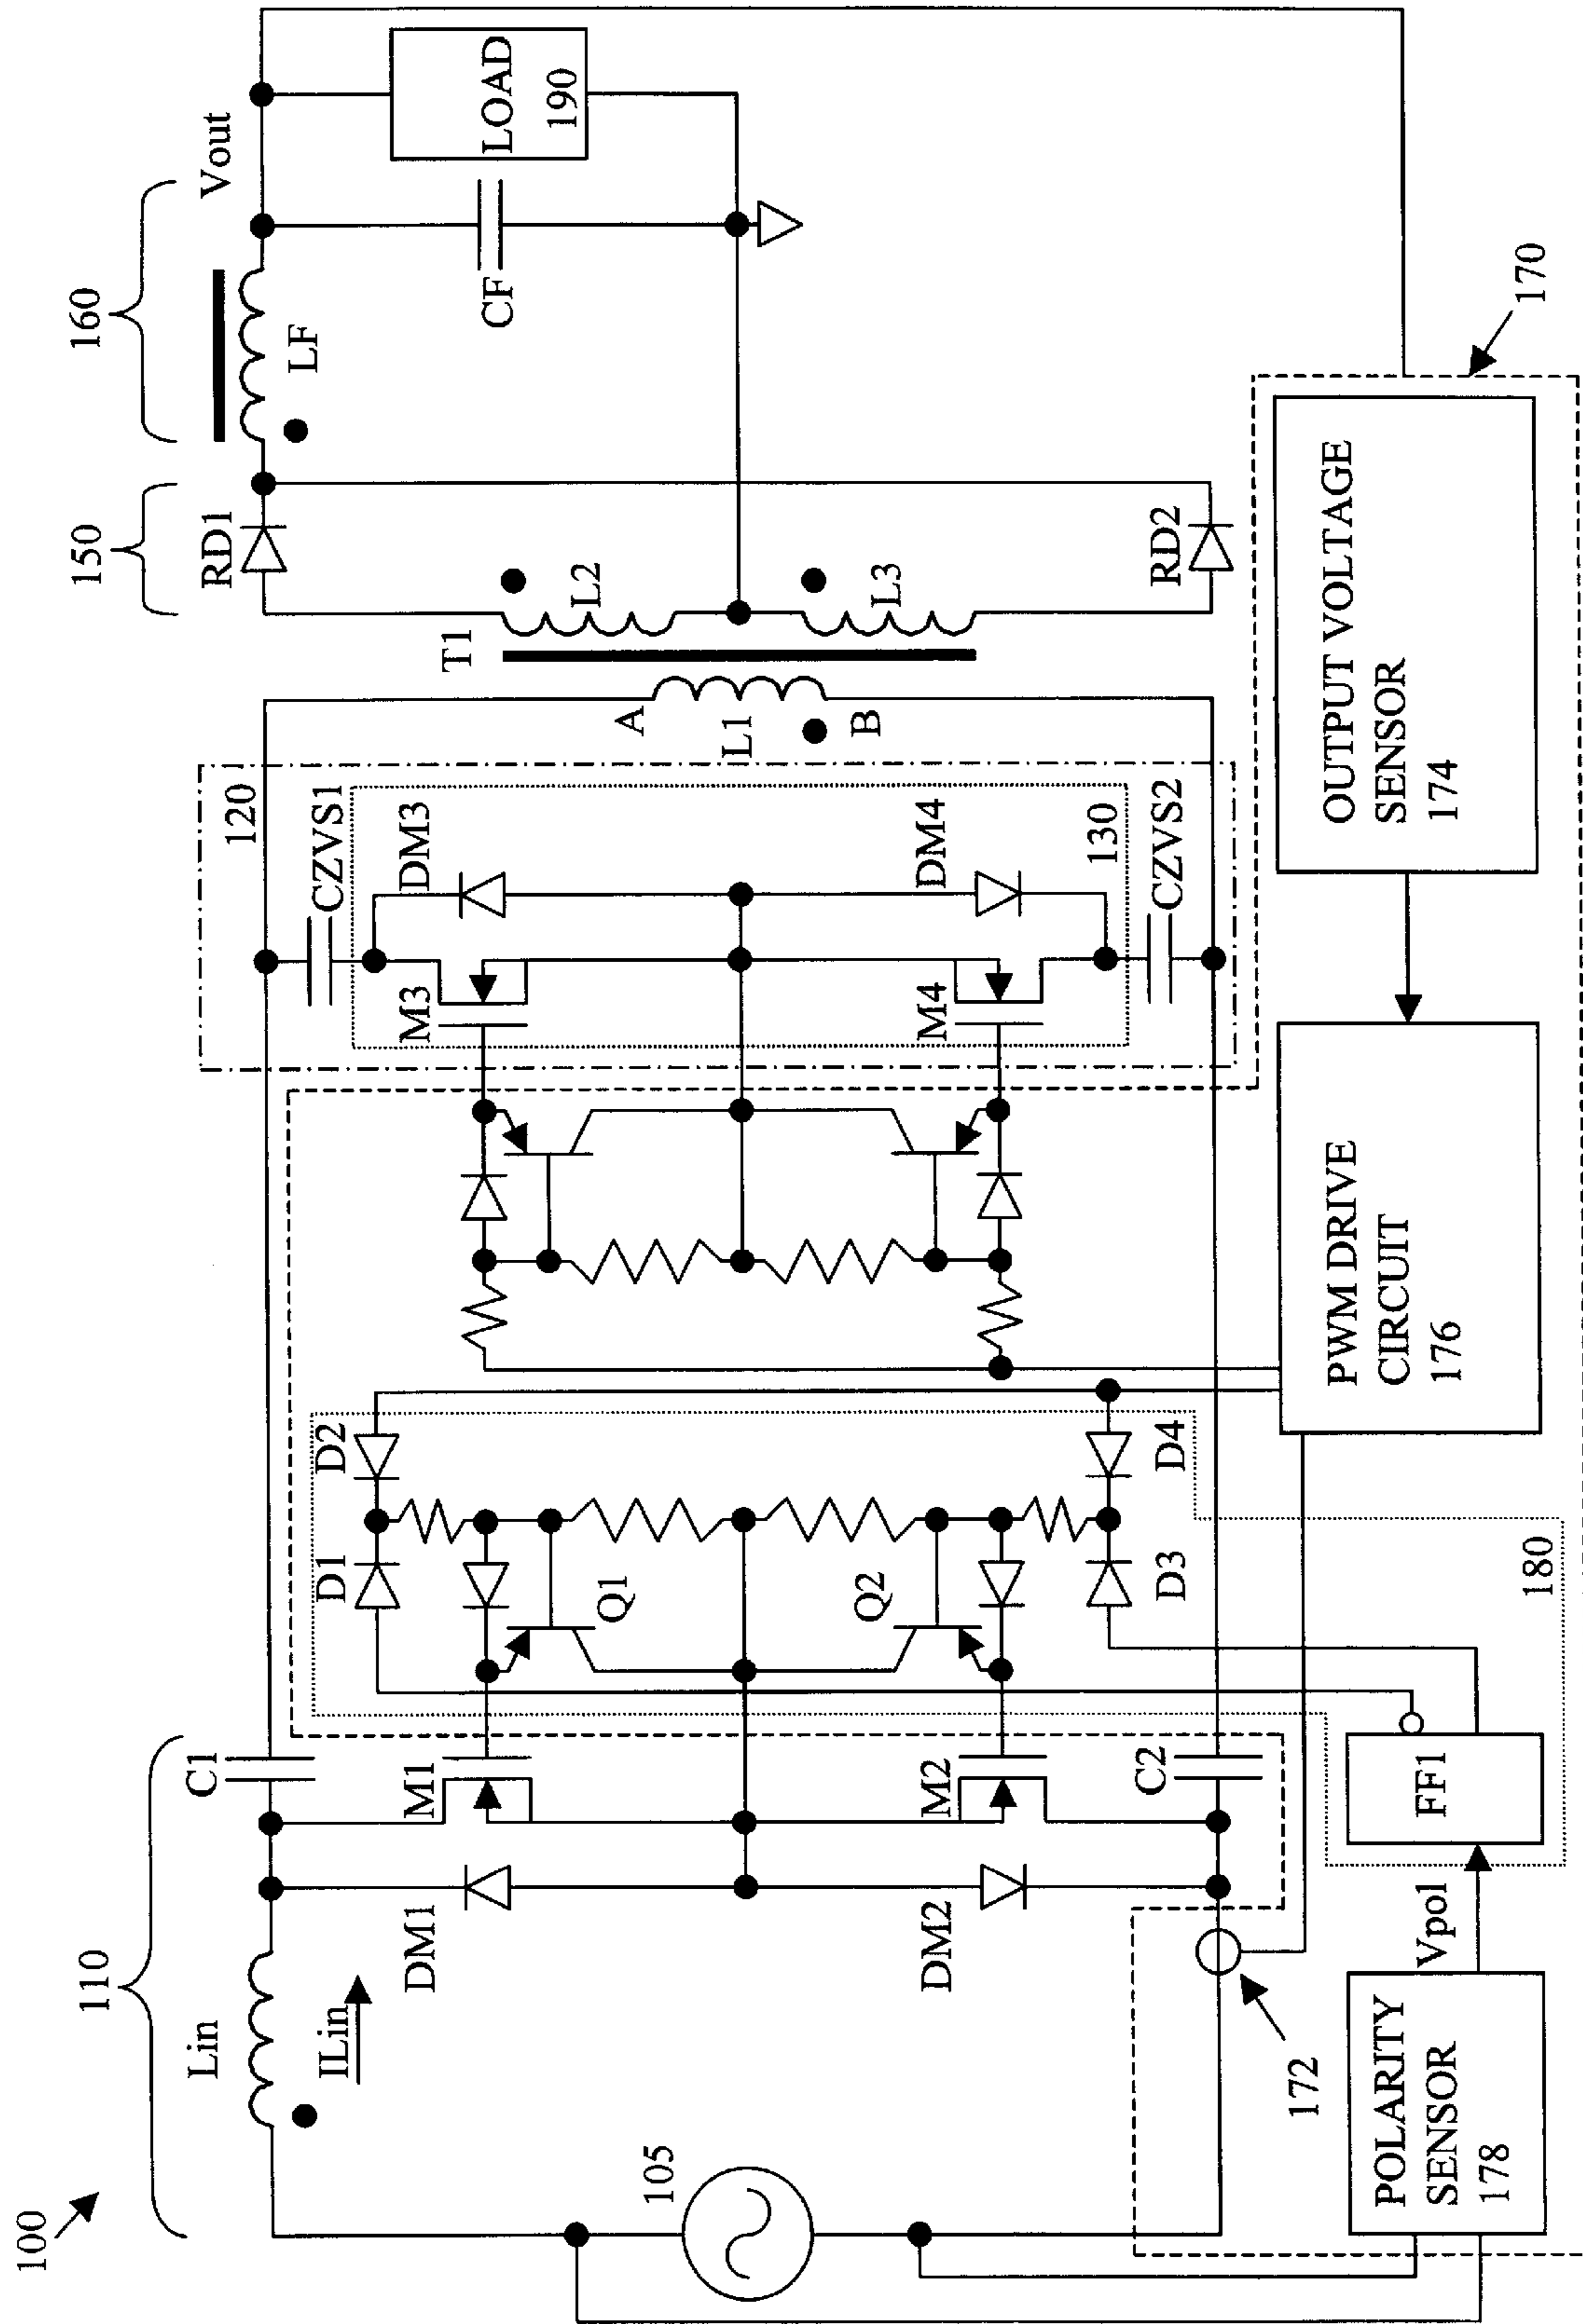 100
110
Lin
ILin
105
C1
DM1
M1
DM2
M2
C2
172
POLARITY
SENSOR
178
Vpol
FF1
180
D1
D2
Q1
Q2
D3
D4
PWM DRIVE
CIRCUIT
176
M3
M4
120
CZVS1
DM3
DM4
130
CZVS2
A
L1
B
T1
L2
L3
150
RD1
RD2
160
LF
Vout
CF
LOAD
190
OUTPUT VOLTAGE
SENSOR
174
170